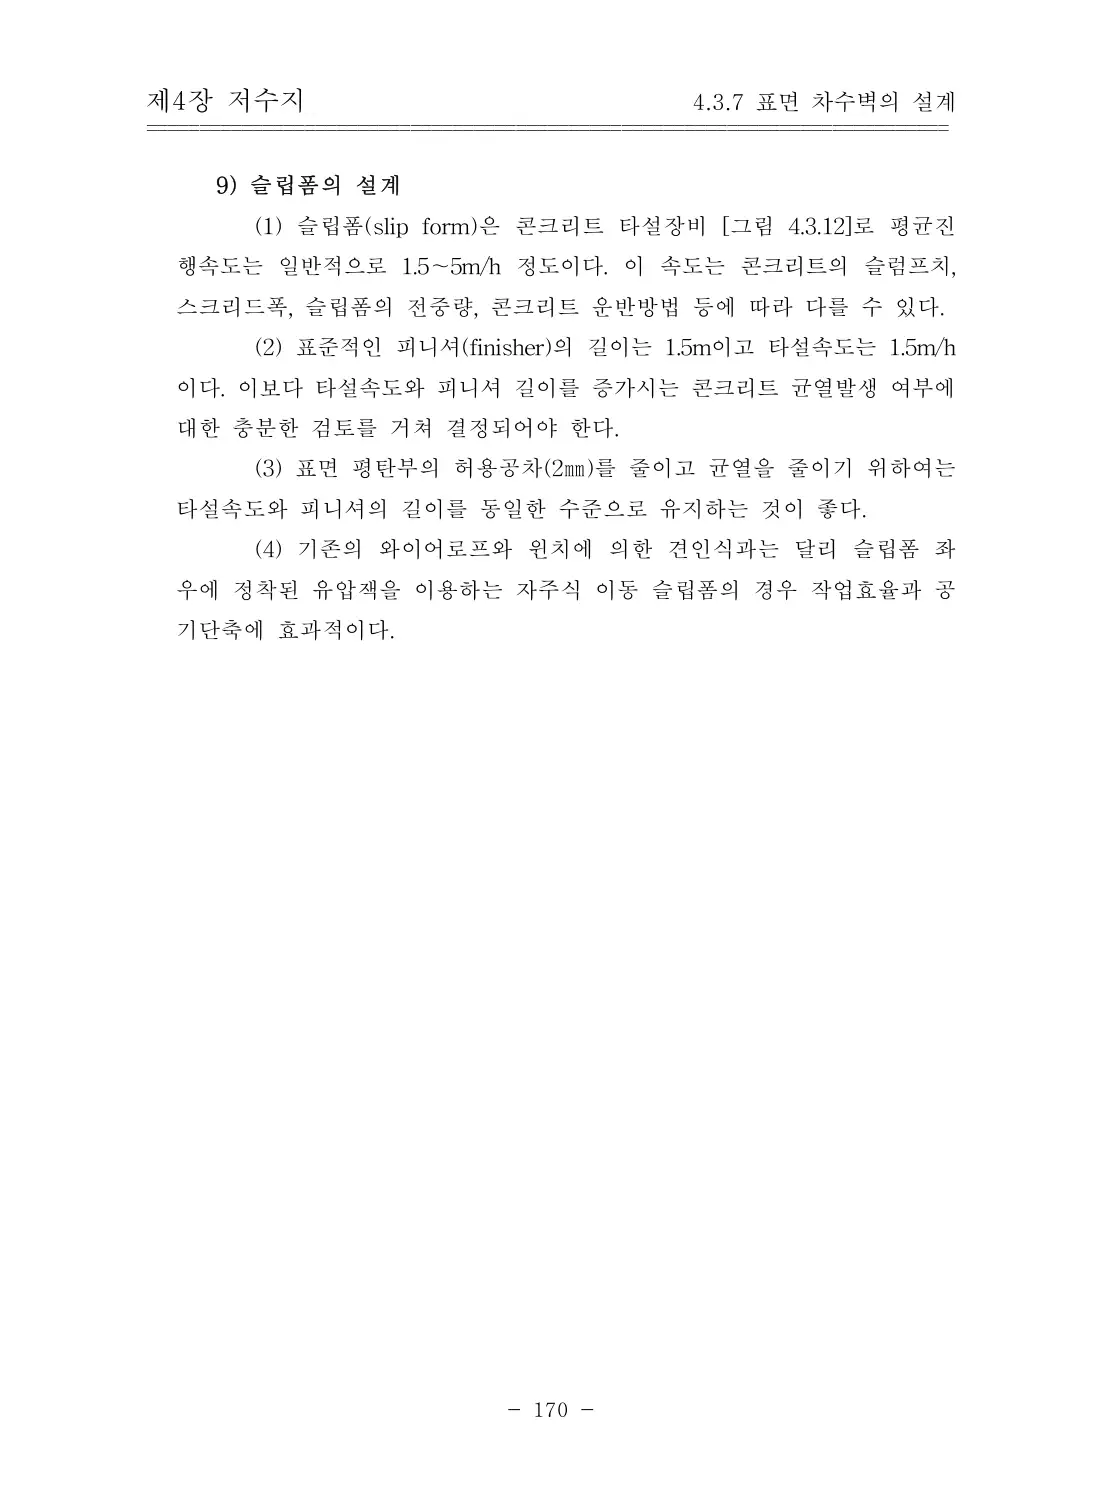 제4장 저수지
4.3.7 표면 차수벽의 설계
9) 슬립폼의 설계
(1) 슬립폼(slip form)은 콘크리트 타설장비 [그림 4.3.12]로 평균진
행속도는 일반적으로 1.5～5m/h 정도이다. 이 속도는 콘크리트의 슬럼프치,
스크리드폭, 슬립폼의 전중량, 콘크리트 운반방법 등에 따라 다를 수 있다.
(2) 표준적인 피니셔(finisher)의 길이는 1.5m이고 타설속도는 1.5m/h
이다. 이보다 타설속도와 피니셔 길이를 증가시는 콘크리트 균열발생 여부에
대한 충분한 검토를 거쳐 결정되어야 한다.
(3) 표면 평탄부의 허용공차(2㎜)를 줄이고 균열을 줄이기 위하여는
타설속도와 피니셔의 길이를 동일한 수준으로 유지하는 것이 좋다.
(4) 기존의 와이어로프와 윈치에 의한 견인식과는 달리 슬립폼 좌
우에 정착된 유압잭을 이용하는 자주식 이동 슬립폼의 경우 작업효율과 공
기단축에 효과적이다.
- 170 -